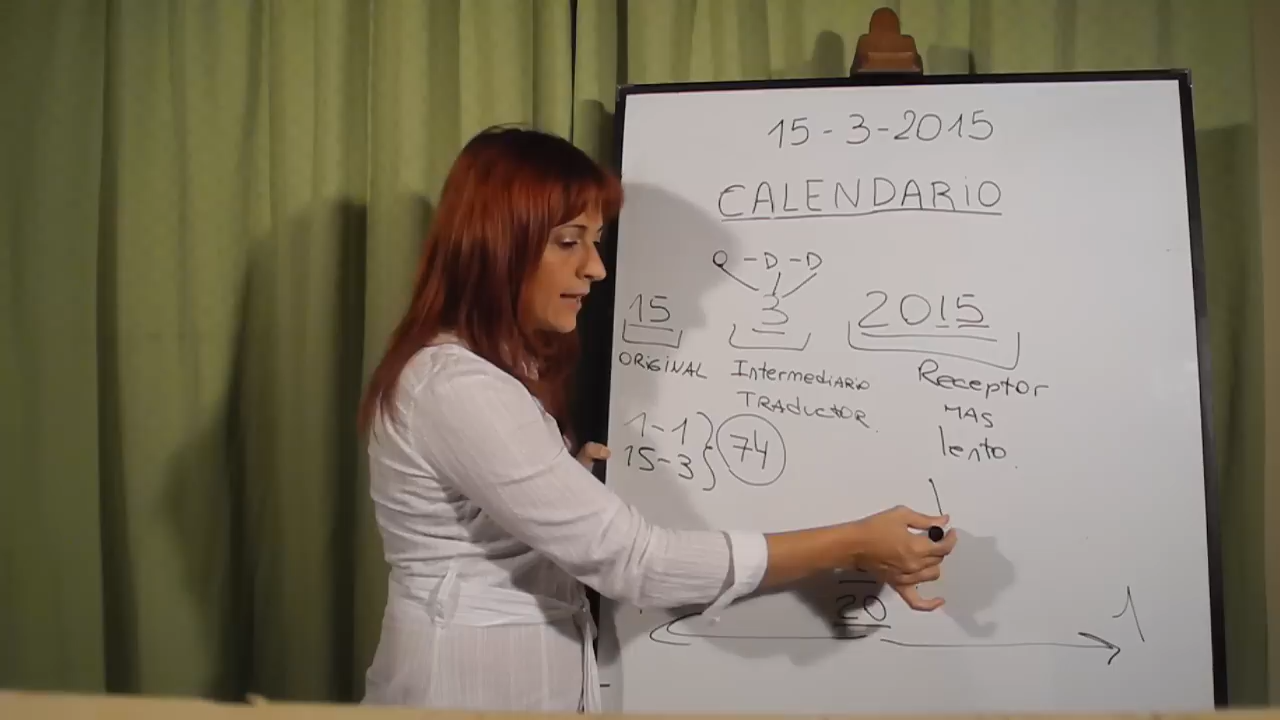 15-3-2015
CALENDARIO
-D-D
15 3 2015
ORIGINAL Intermediario Receptor
TRAductOR. MAS
lento.
1-1
15-3 } 74
20
1